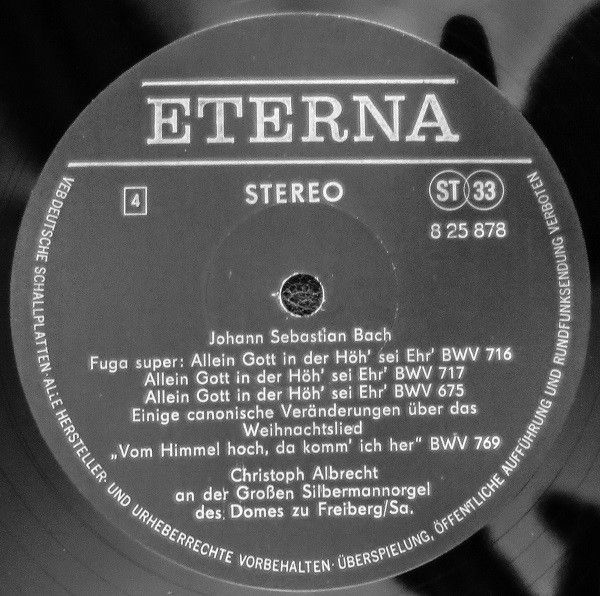 ETERNA
4 STEREO ST 33
8 25 878
Johann Sebastian Bach
Fuga super: Allein Gott in der Höh' sei Ehr' BWV 716
Allein Gott in der Höh' sei Ehr' BWV 717
Allein Gott in der Höh' sei Ehr' BWV 675
Einige canonische Veränderungen über das
Weihnachtslied
„Vom Himmel hoch, da komm' ich her“ BWV 769
Christoph Albrecht
an der Großen Silbermannorgel
des Domes zu Freiberg/Sa.
VEB DEUTSCHE SCHALLPLATTEN · ALLE HERSTELLER- UND URHEBERRECHTE VORBEHALTEN · ÜBERSPIELUNG, ÖFFENTLICHE AUFFÜHRUNG UND RUNDFUNKSENDUNG VERBOTEN